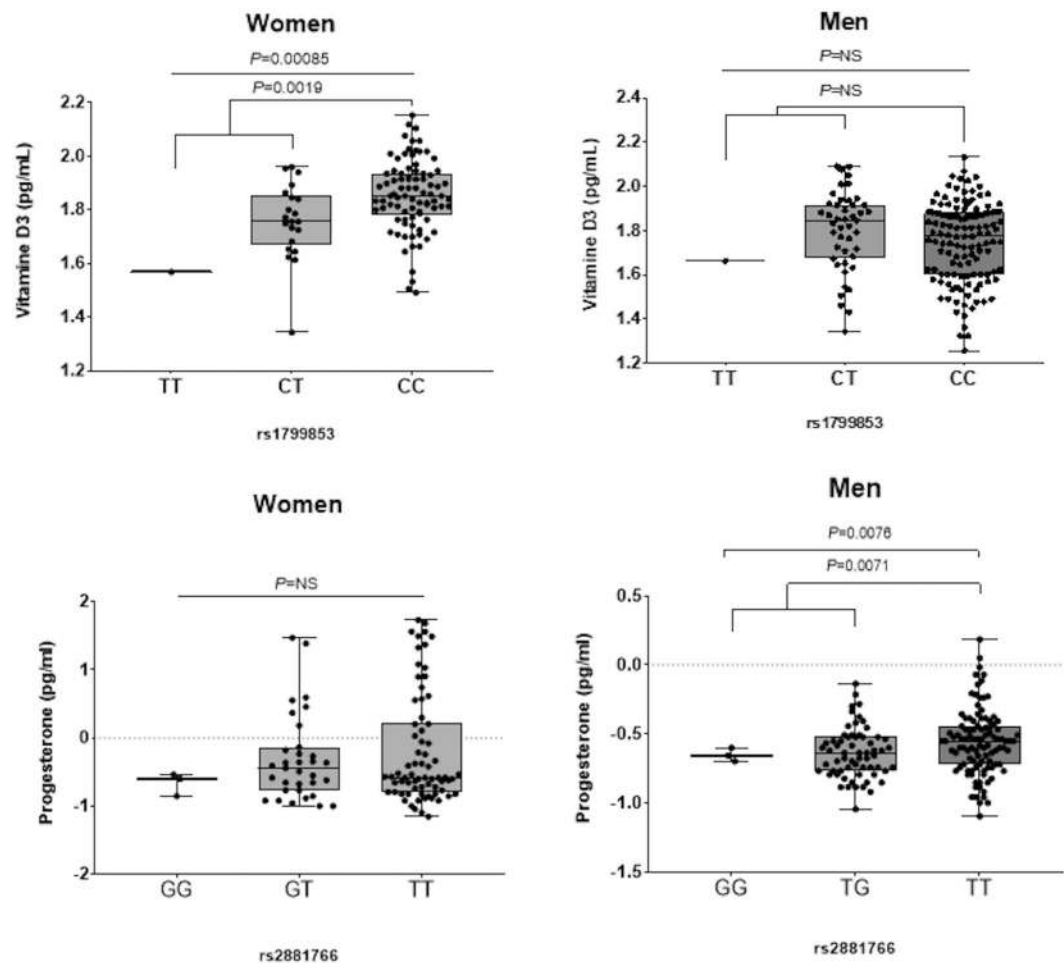 Women
P=0.00085
P=0.0019
Vitamine D3 (pg/mL)
2.2
2.0
1.8
1.6
1.4
1.2
TT CT CC
rs1799853
Men
P=NS
P=NS
Vitamine D3 (pg/mL)
2.4
2.2
2.0
1.8
1.6
1.4
1.2
TT CT CC
rs1799853
Women
P=NS
Progesterone (pg/ml)
2
1
0
-1
-2
GG GT TT
rs2881766
Men
P=0.0076
P=0.0071
Progesterone (pg/ml)
0.5
0.0
-0.5
-1.0
-1.5
GG TG TT
rs2881766